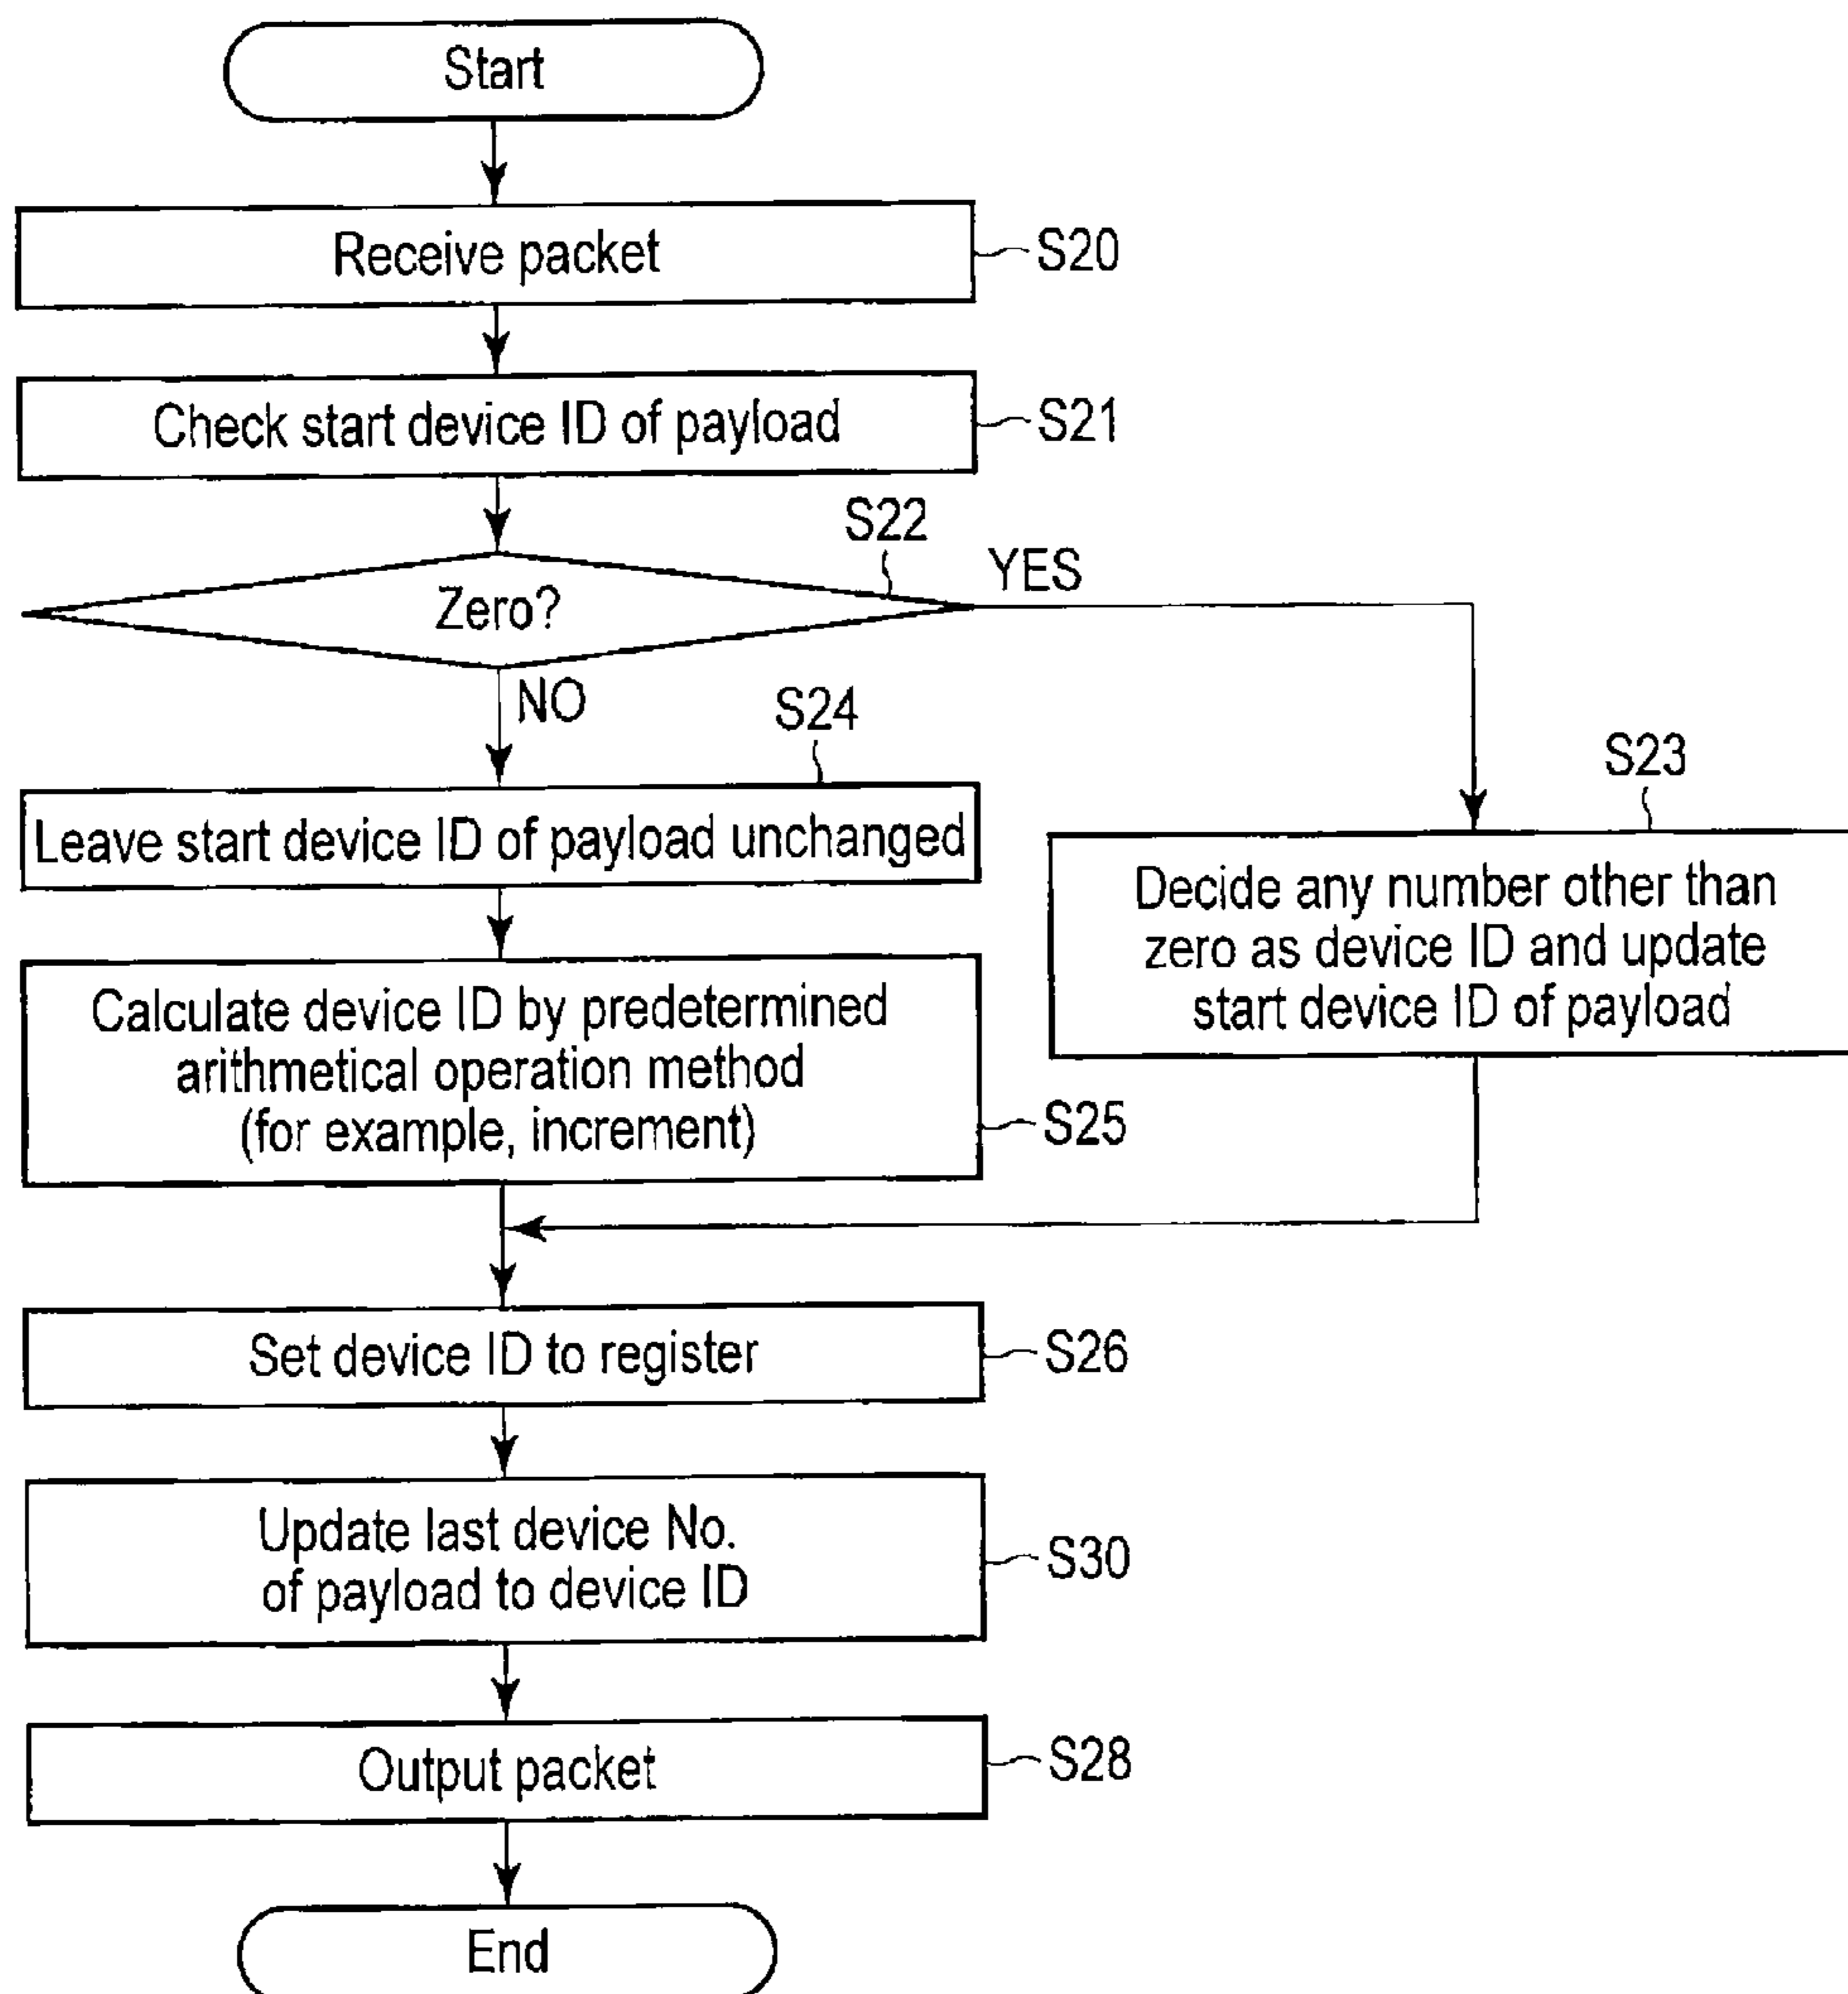 Start
Receive packet
S20
Check start device ID of payload
S21
S22
Zero?
YES
NO
S24
Leave start device ID of payload unchanged
S23
Decide any number other than
zero as device ID and update
start device ID of payload
Calculate device ID by predetermined
arithmetical operation method
(for example, increment)
S25
Set device ID to register
S26
Update last device No.
of payload to device ID
S30
Output packet
S28
End